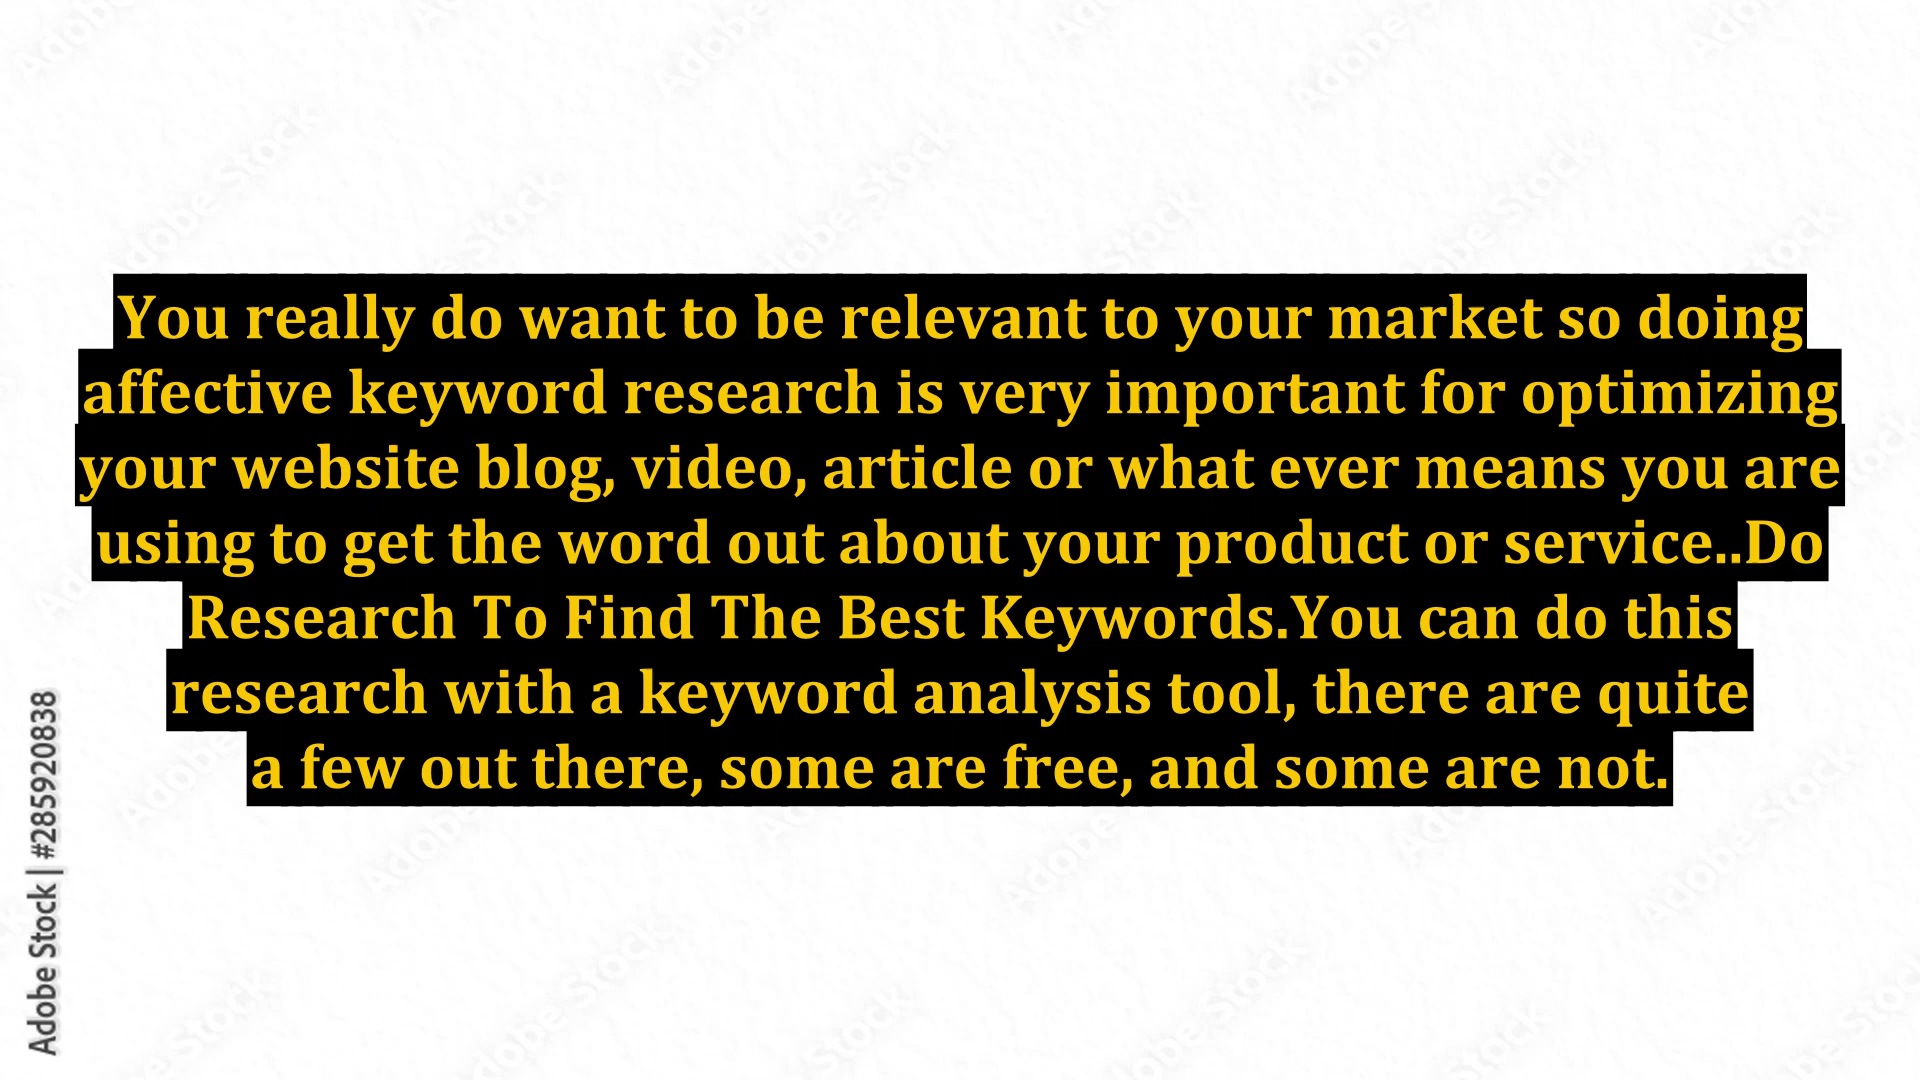 You really do want to be relevant to your market so doing
affective keyword research is very important for optimizing
your website blog, video, article or what ever means you are
using to get the word out about your product or service..Do
Research To Find The Best Keywords.You can do this
research with a keyword analysis tool, there are quite
a few out there, some are free, and some are not.
Adobe Stock | #285920838